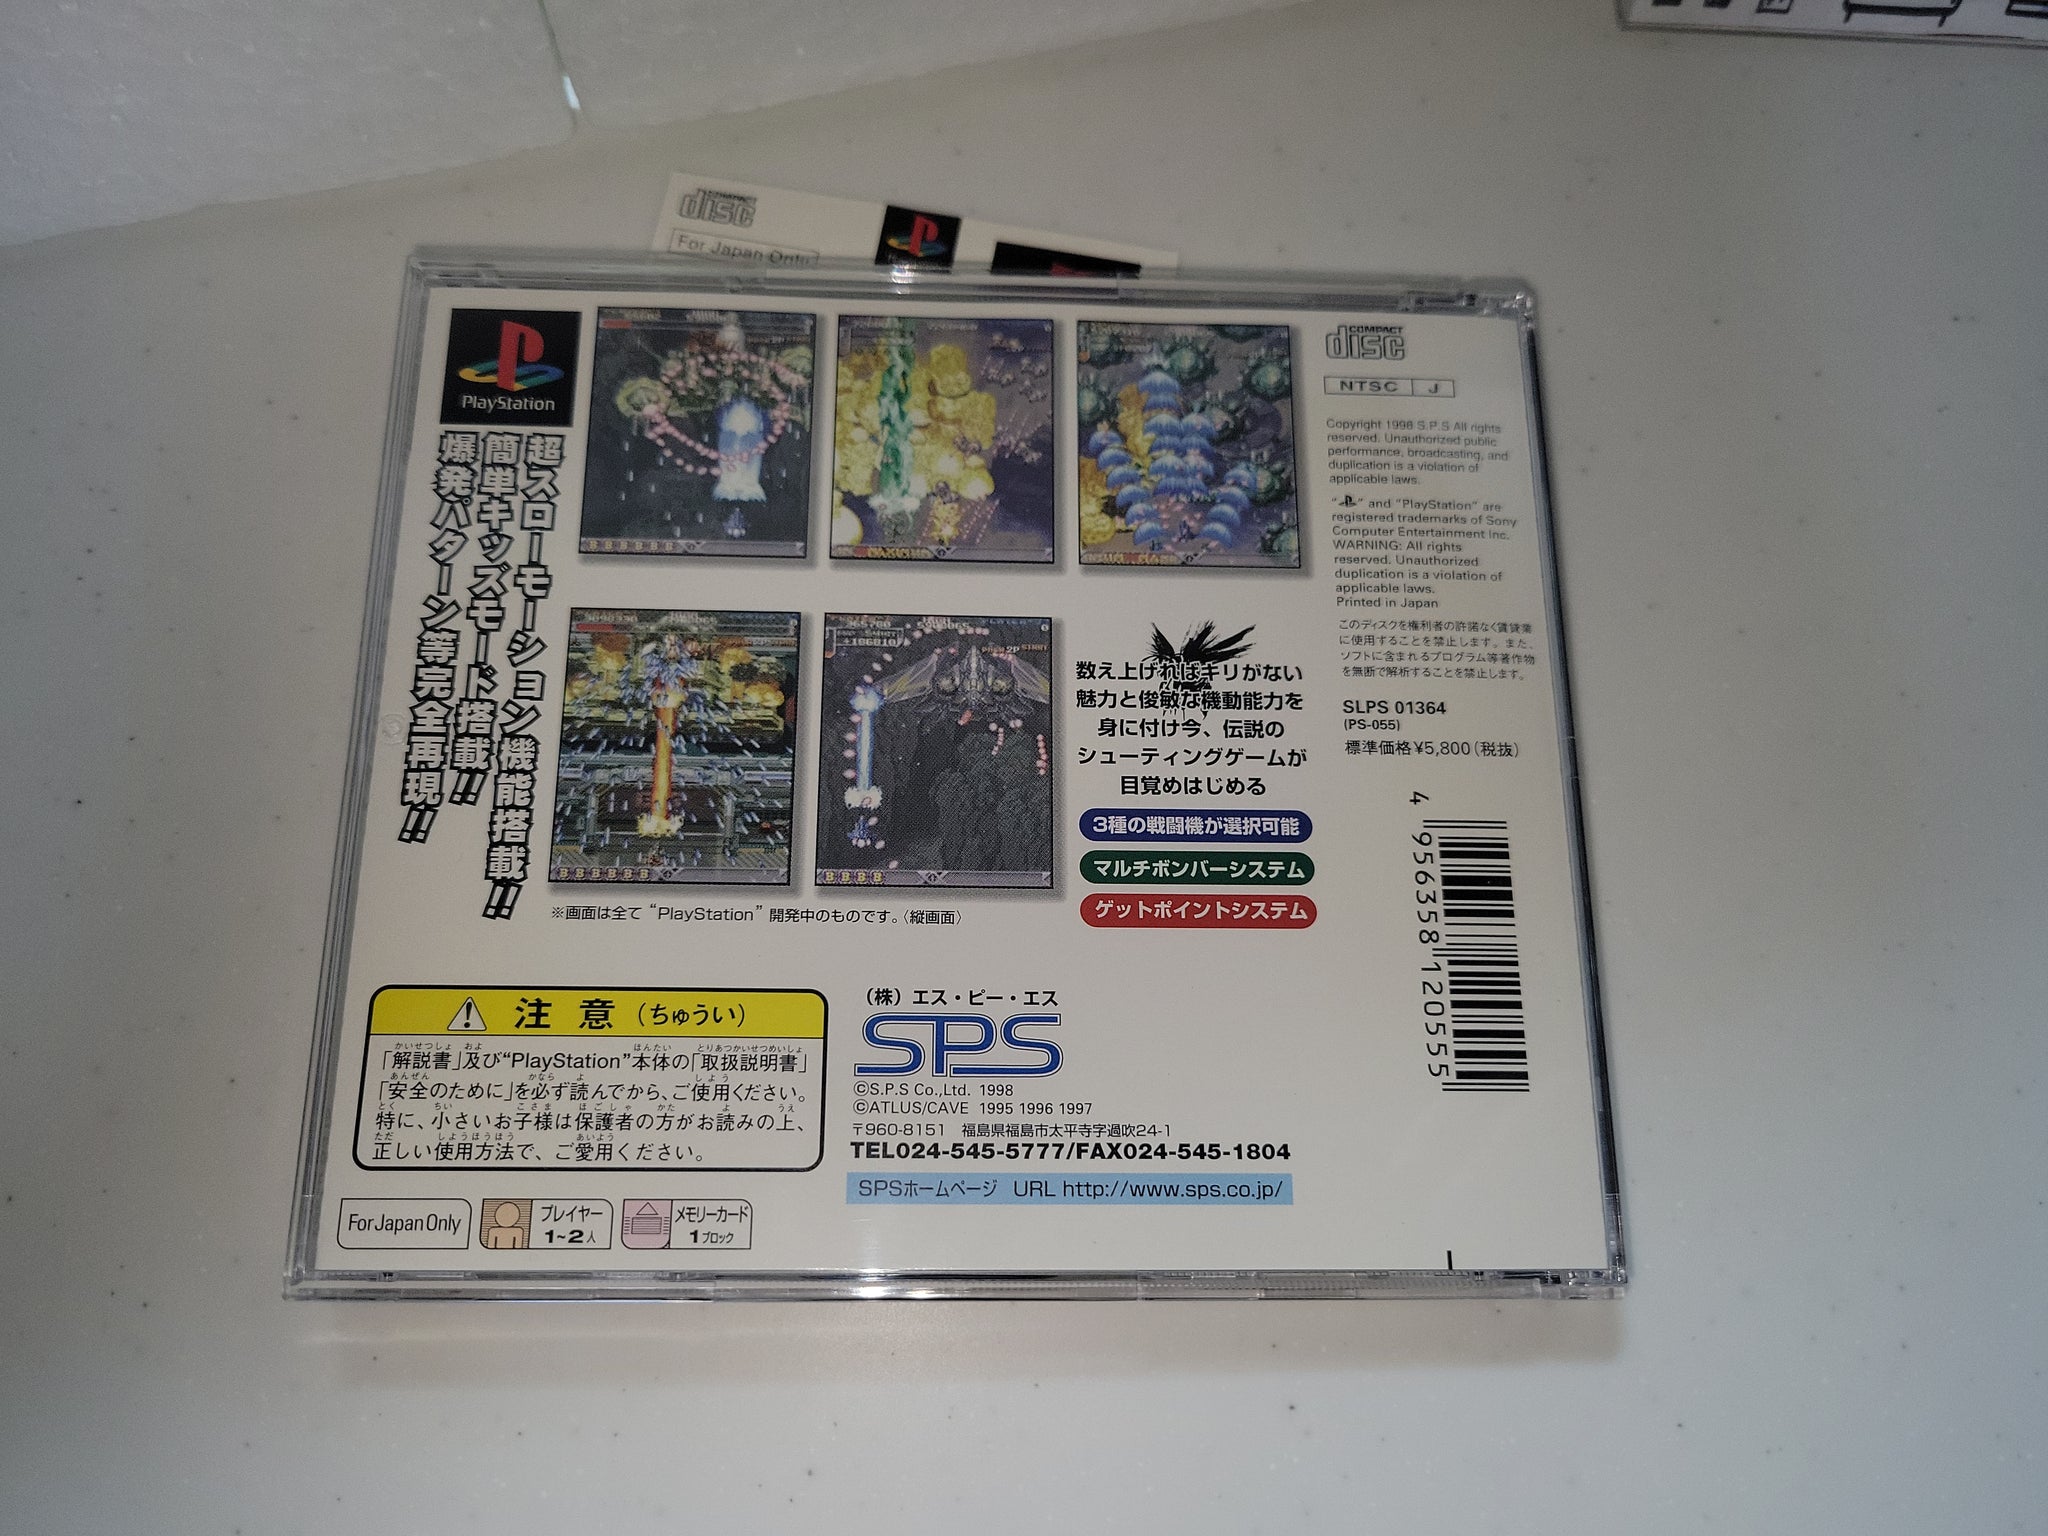 COMPACT
disc
For Japan Only
PlayStation
超スローモーション機能搭載!!
簡単キッズモード搭載!!
爆発パターン等完全再現!!
※画面は全て“PlayStation”開発中のものです。〈縦画面〉
数え上げればキリがない
魅力と俊敏な機動能力を
身に付け今、伝説の
シューティングゲームが
目覚めはじめる
3種の戦闘機が選択可能
マルチボンバーシステム
ゲットポイントシステム
COMPACT
disc
NTSC J
Copyright 1998 S.P.S All rights
reserved. Unauthorized public
performance, broadcasting, and
duplication is a violation of
applicable laws.
“ ” and “PlayStation” are
registered trademarks of Sony
Computer Entertainment Inc.
WARNING: All rights
reserved. Unauthorized
duplication is a violation of
applicable laws.
Printed in Japan
このディスクを権利者の許諾なく賃貸業
に使用することを禁止します。また、
ソフトに含まれるプログラム等著作物
を無断で解析することを禁止します。
SLPS 01364
(PS-055)
標準価格¥5,800(税抜)
4 956358 120555
注意(ちゅうい)
「解説書」及び“PlayStation”本体の「取扱説明書」
「安全のために」を必ず読んでから、ご使用ください。
特に、小さいお子様は保護者の方がお読みの上、
正しい使用方法で、ご愛用ください。
(株)エス・ピー・エス
SPS
©S.P.S Co.,Ltd. 1998
©ATLUS/CAVE 1995 1996 1997
〒960-8151 福島県福島市太平寺字過吹24-1
TEL024-545-5777/FAX024-545-1804
SPSホームページ URL http://www.sps.co.jp/
For Japan Only
プレイヤー
1~2人
メモリーカード
1ブロック